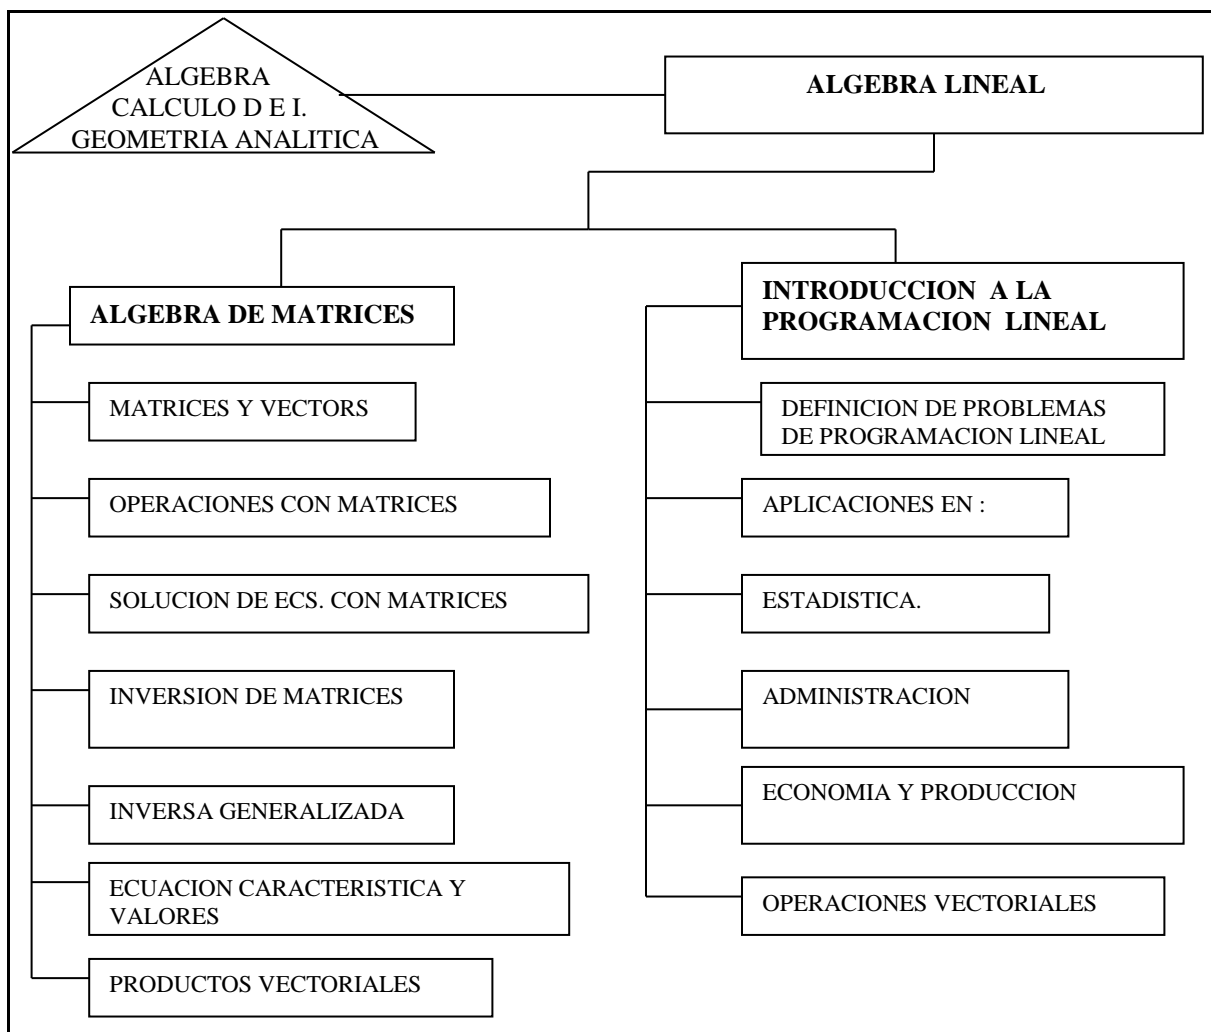 ALGEBRA
CALCULO D E I.
GEOMETRIA ANALITICA
ALGEBRA LINEAL
ALGEBRA DE MATRICES
MATRICES Y VECTORS
OPERACIONES CON MATRICES
SOLUCION DE ECS. CON MATRICES
INVERSION DE MATRICES
INVERSA GENERALIZADA
ECUACION CARACTERISTICA Y
VALORES
PRODUCTOS VECTORIALES
INTRODUCCION A LA
PROGRAMACION LINEAL
DEFINICION DE PROBLEMAS
DE PROGRAMACION LINEAL
APLICACIONES EN :
ESTADISTICA.
ADMINISTRACION
ECONOMIA Y PRODUCCION
OPERACIONES VECTORIALES